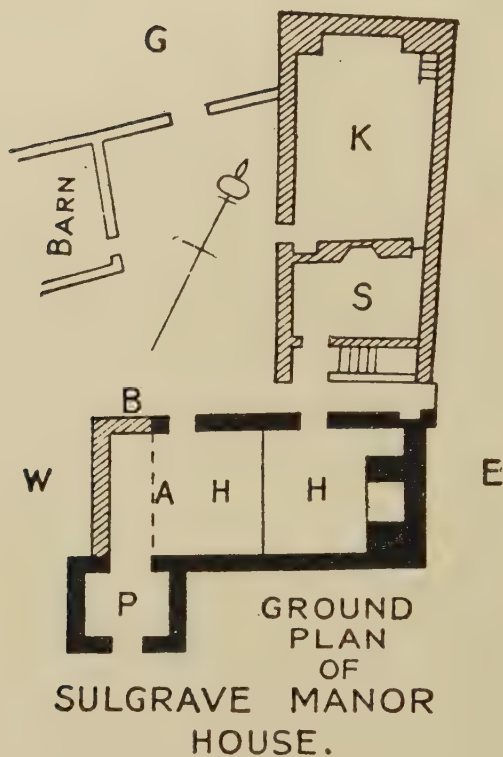 G
K
BARN
S
B
W
A H H
E
P
GROUND
PLAN
OF
SULGRAVE MANOR
HOUSE.